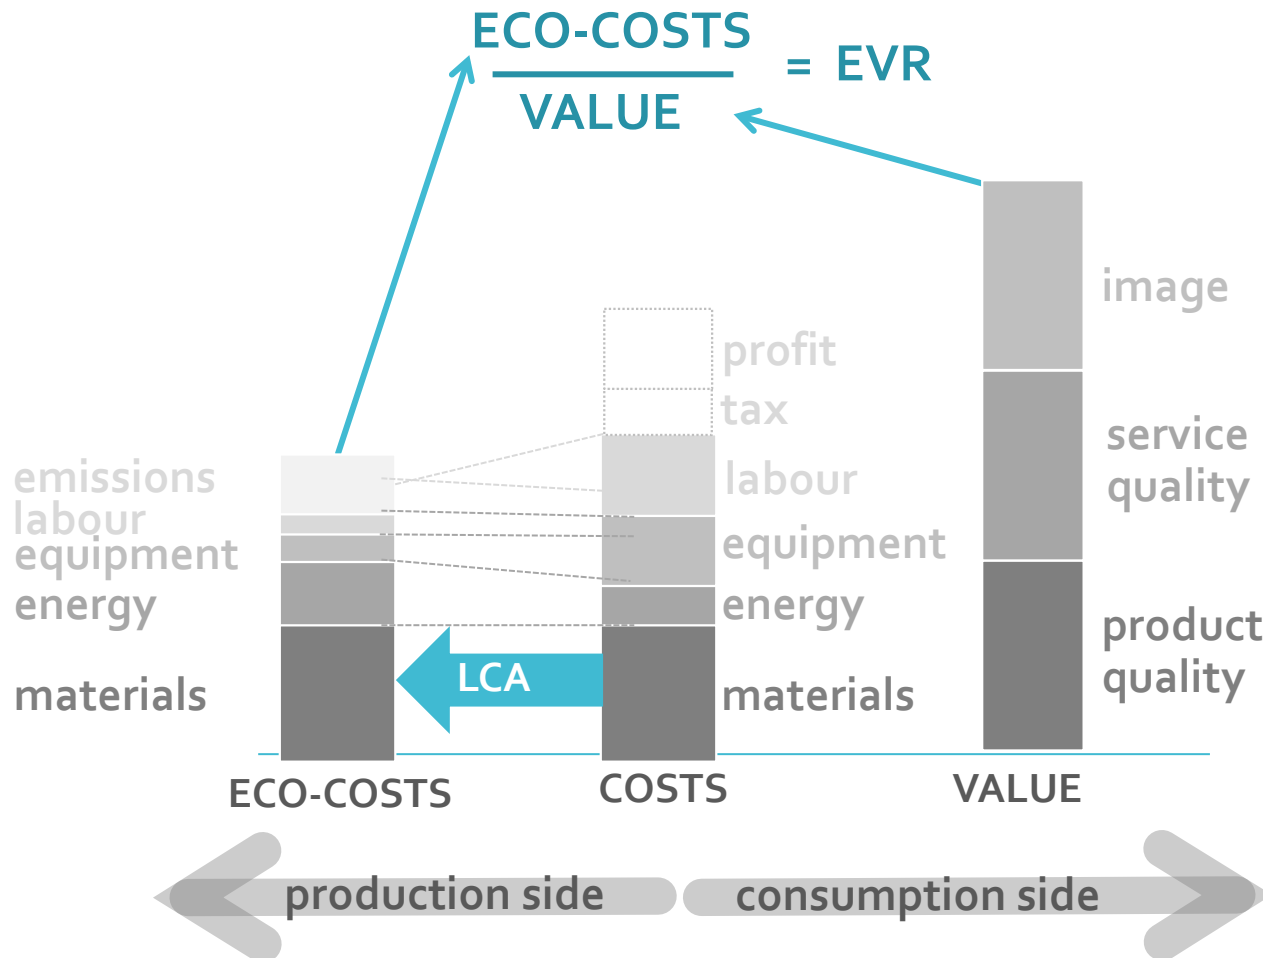 ECO-COSTS
VALUE
= EVR
image
profit
tax
service
quality
emissions
labour
equipment
energy
materials
labour
equipment
energy
materials
product
quality
LCA
ECO-COSTS
COSTS
VALUE
production side
consumption side